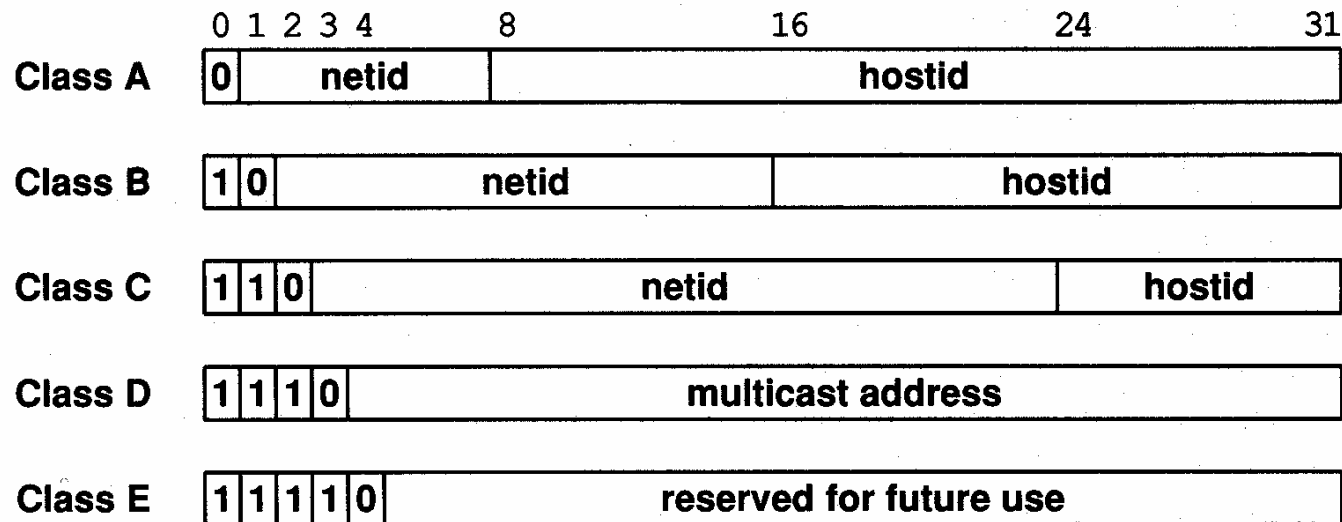 0 1 2 3 4 8 16 24 31
Class A 0 netid hostid
Class B 1 0 netid hostid
Class C 1 1 0 netid hostid
Class D 1 1 1 0 multicast address
Class E 1 1 1 1 0 reserved for future use